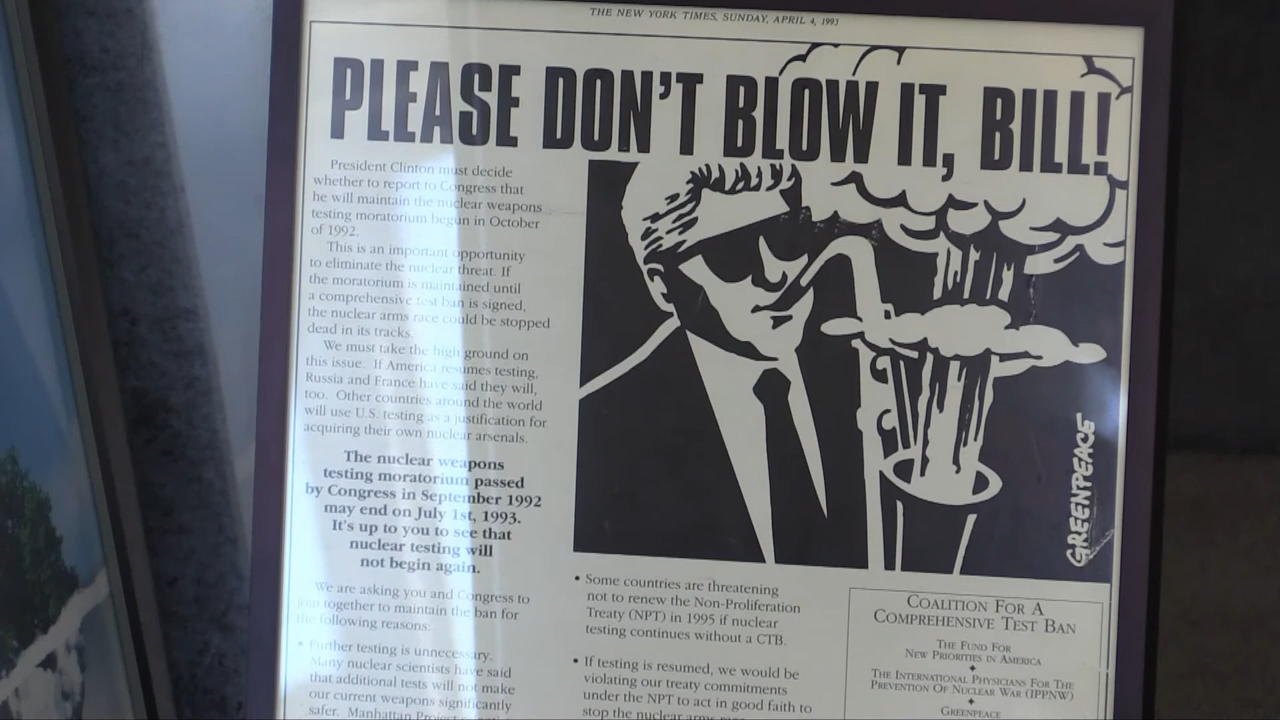 THE NEW YORK TIMES, SUNDAY, APRIL 4, 1993
PLEASE DON'T BLOW IT, BILL!
President Clinton must decide
whether to report to Congress that
he will maintain the nuclear weapons
testing moratorium begun in October
of 1992.
This is an important opportunity
to eliminate the nuclear threat. If
the moratorium is maintained until
a comprehensive test ban is signed,
the nuclear arms race could be stopped
dead in its tracks.
We must take the high ground on
this issue. If America resumes testing,
Russia and France have said they will,
too. Other countries around the world
will use U.S. testing as a justification for
acquiring their own nuclear arsenals.
The nuclear weapons
testing moratorium passed
by Congress in September 1992
may end on July 1st, 1993.
It's up to you to see that
nuclear testing will
not begin again.
We are asking you and Congress to
join together to maintain the ban for
the following reasons:
• Further testing is unnecessary.
Many nuclear scientists have said
that additional tests will not make
our current weapons significantly
safer. Manhattan Project
GREENPEACE
• Some countries are threatening
not to renew the Non-Proliferation
Treaty (NPT) in 1995 if nuclear
testing continues without a CTB.
• If testing is resumed, we would be
violating our treaty commitments
under the NPT to act in good faith to
stop the nuclear arms race
COALITION FOR A
COMPREHENSIVE TEST BAN
THE FUND FOR
NEW PRIORITIES IN AMERICA
THE INTERNATIONAL PHYSICIANS FOR THE
PREVENTION OF NUCLEAR WAR (IPPNW)
GREENPEACE